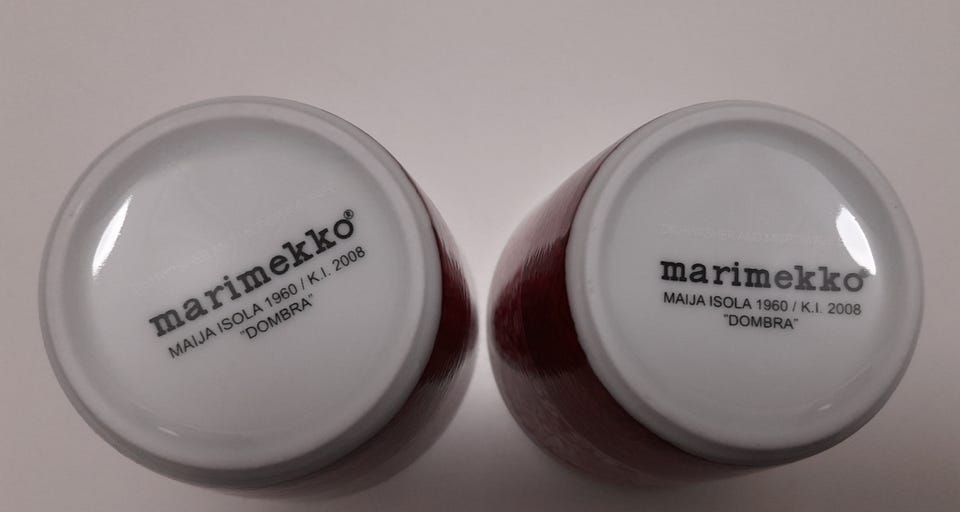 marimekko®
MAIJA ISOLA 1960 / K.I. 2008
"DOMBRA"
marimekko®
MAIJA ISOLA 1960 / K.I. 2008
"DOMBRA"